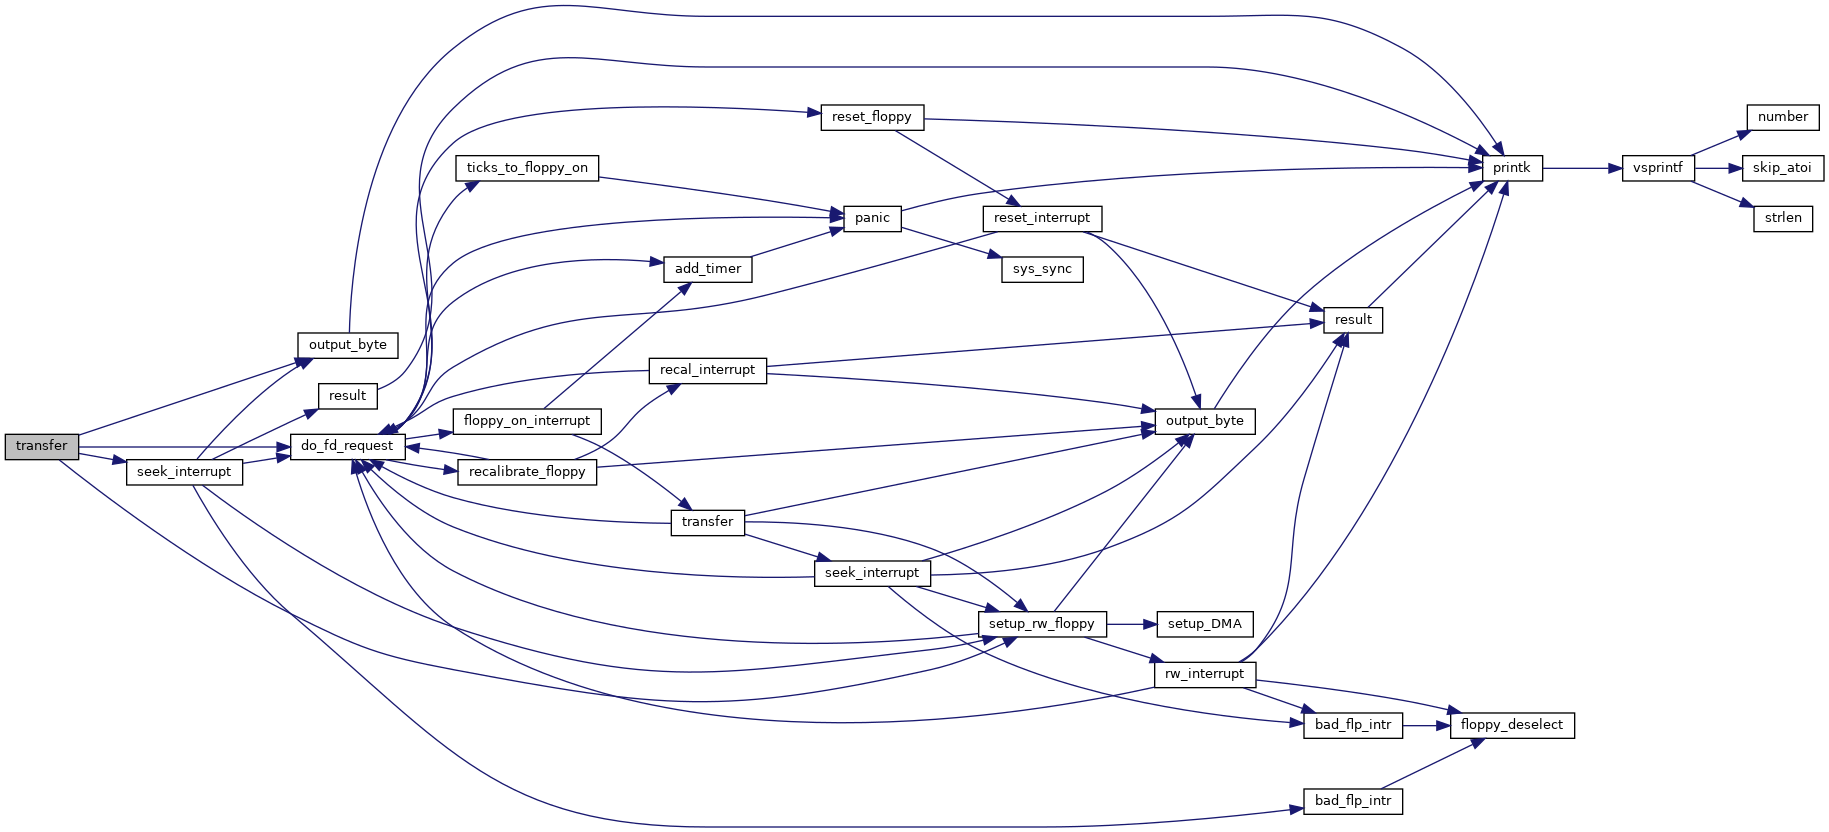 transfer
seek_interrupt
output_byte
result
do_fd_request
ticks_to_floppy_on
floppy_on_interrupt
recalibrate_floppy
add_timer
recal_interrupt
transfer
reset_floppy
panic
seek_interrupt
reset_interrupt
sys_sync
setup_rw_floppy
result
output_byte
setup_DMA
rw_interrupt
bad_flp_intr
bad_flp_intr
printk
floppy_deselect
vsprintf
number
skip_atoi
strlen